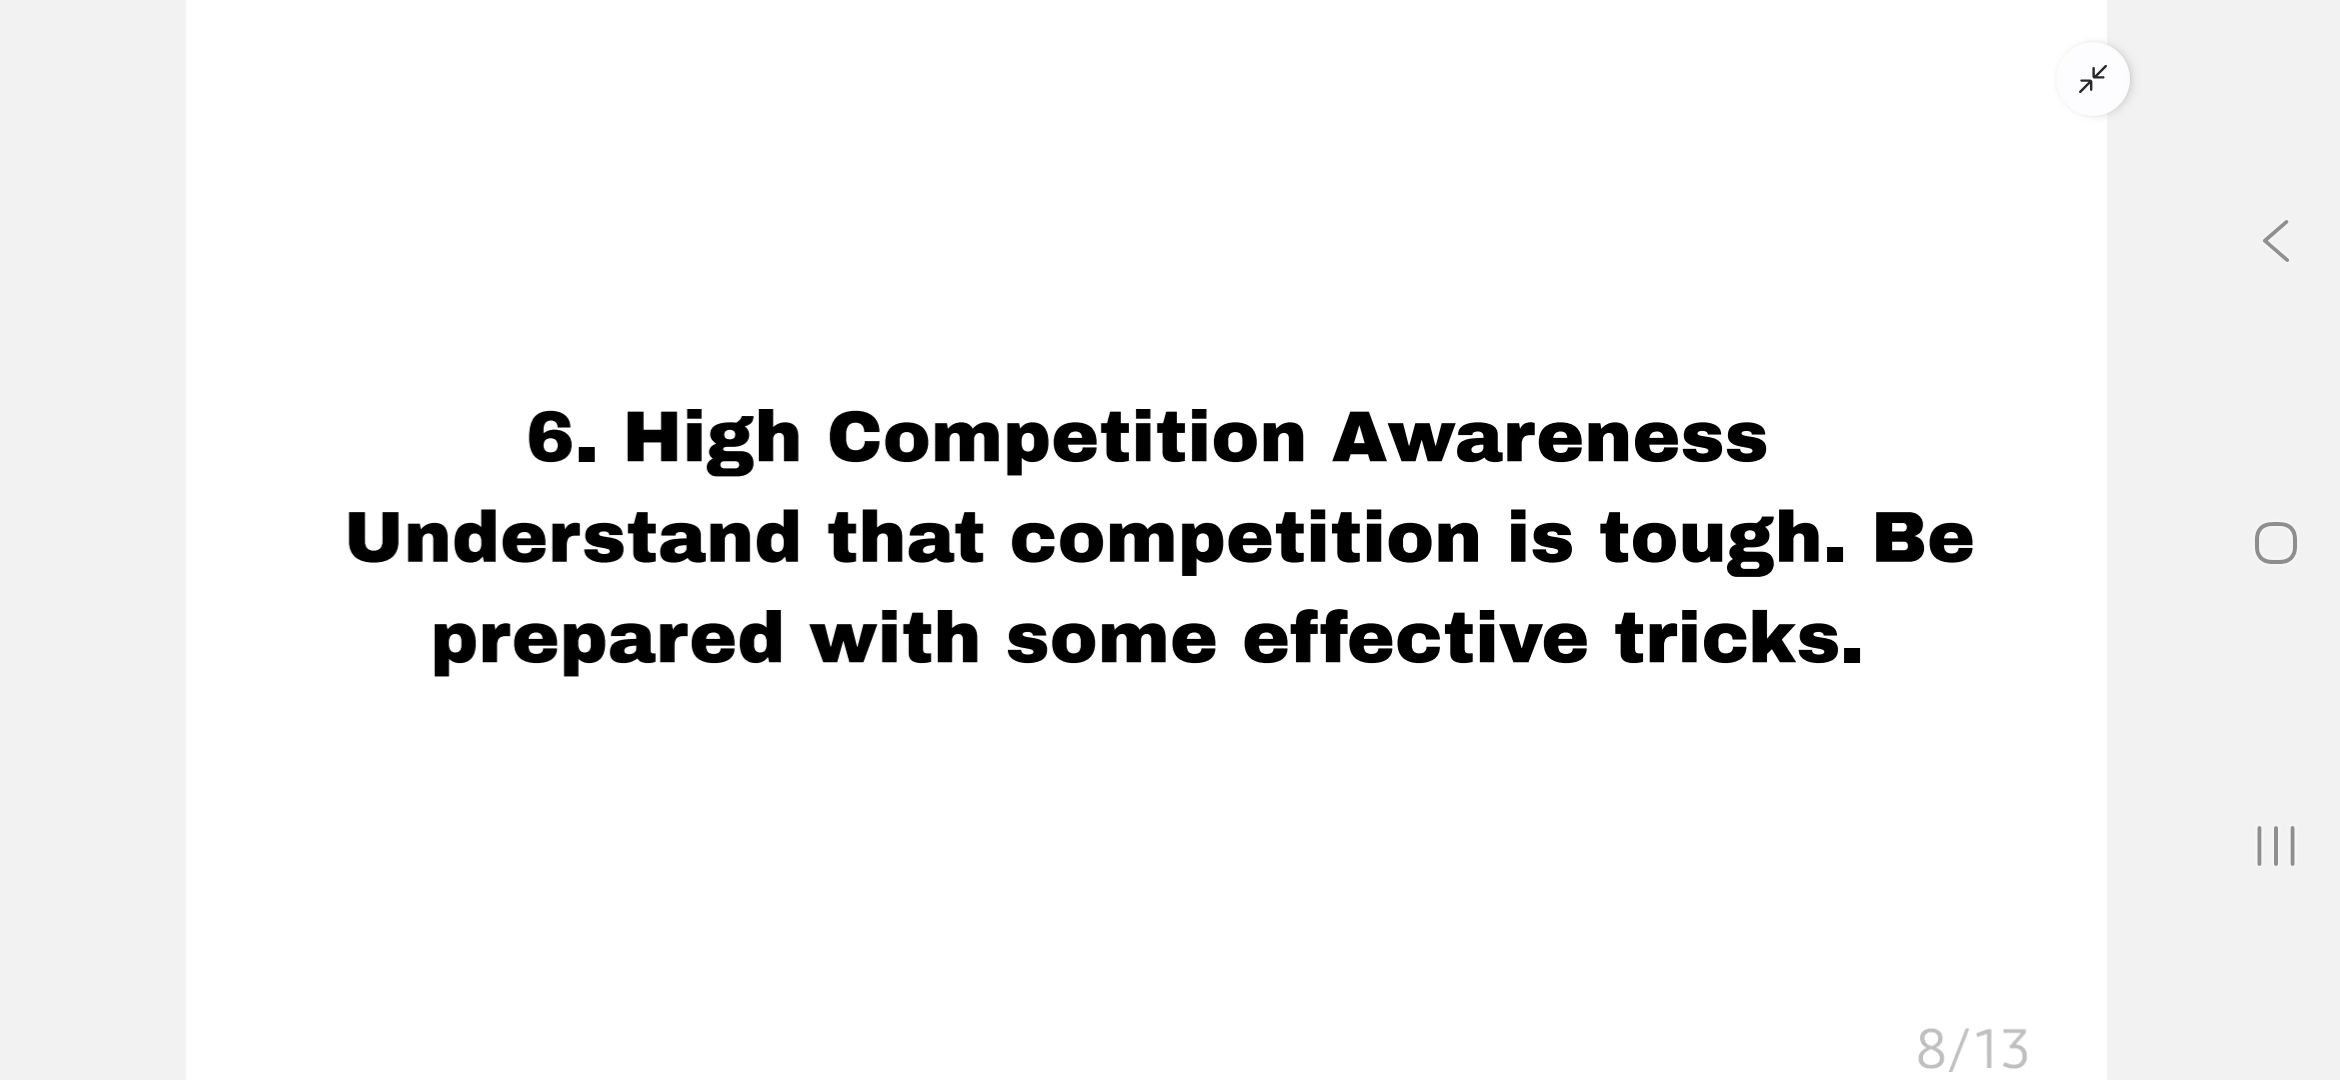 6. High Competition Awareness
Understand that competition is tough. Be
prepared with some effective tricks.
8/13